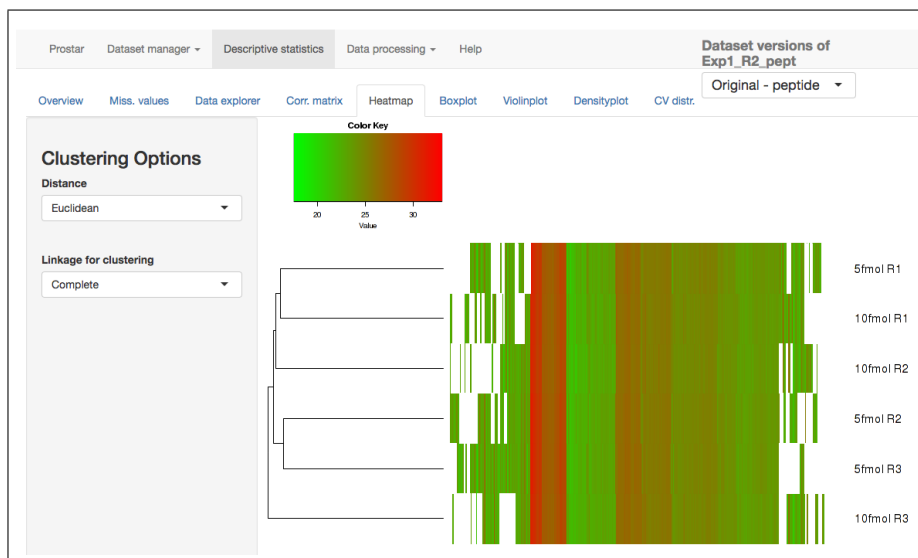 Prostar Dataset manager Descriptive statistics Data processing Help
Dataset versions of
Exp1_R2_pept
Original - peptide
Overview Miss. values Data explorer Corr. matrix Heatmap Boxplot Violinplot Densityplot CV distr.
Clustering Options
Distance
Euclidean
Linkage for clustering
Complete
Color Key
20 25 30
Value
5fmol R1
10fmol R1
10fmol R2
5fmol R2
5fmol R3
10fmol R3